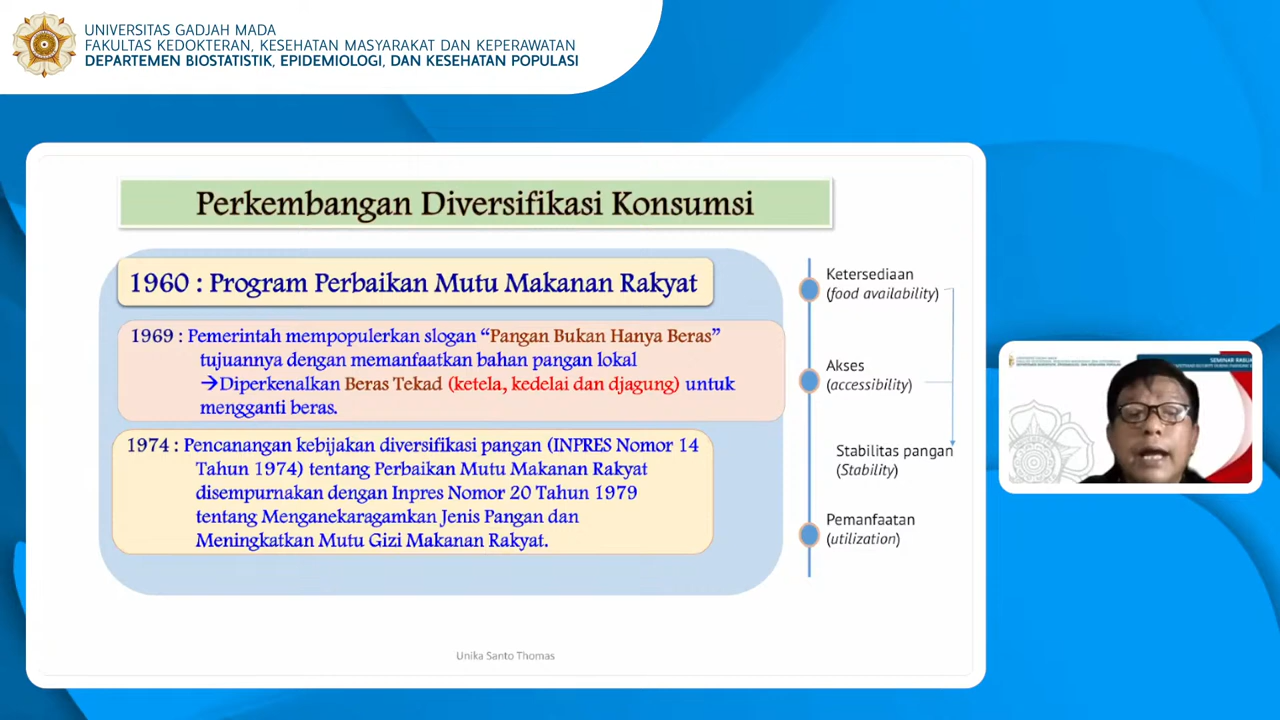 UNIVERSITAS GADJAH MADA
FAKULTAS KEDOKTERAN, KESEHATAN MASYARAKAT DAN KEPERAWATAN
DEPARTEMEN BIOSTATISTIK, EPIDEMIOLOGI, DAN KESEHATAN POPULASI
Perkembangan Diversifikasi Konsumsi
1960 : Program Perbaikan Mutu Makanan Rakyat
1969 : Pemerintah mempopulerkan slogan “Pangan Bukan Hanya Beras”
tujuannya dengan memanfaatkan bahan pangan lokal
→Diperkenalkan Beras Tekad (ketela, kedelai dan djagung) untuk
mengganti beras.
1974 : Pencanangan kebijakan diversifikasi pangan (INPRES Nomor 14
Tahun 1974) tentang Perbaikan Mutu Makanan Rakyat
disempurnakan dengan Inpres Nomor 20 Tahun 1979
tentang Menganekaragamkan Jenis Pangan dan
Meningkatkan Mutu Gizi Makanan Rakyat.
Ketersediaan
(food availability)
Akses
(accessibility)
Stabilitas pangan
(Stability)
Pemanfaatan
(utilization)
Unika Santo Thomas